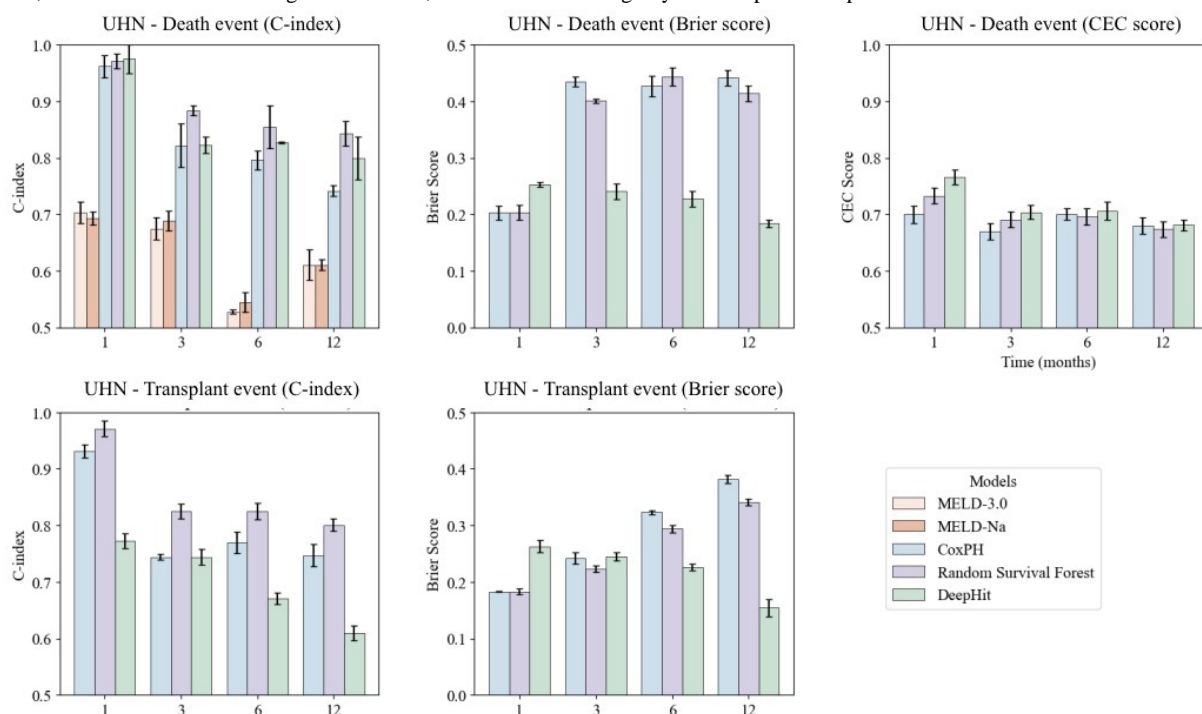 UHN - Death event (C-index)
1.0
0.9
0.8
0.7
0.6
0.5
C-index
1 3 6 12
UHN - Death event (Brier score)
0.5
0.4
0.3
0.2
0.1
0.0
Brier Score
1 3 6 12
UHN - Death event (CEC score)
1.0
0.9
0.8
0.7
0.6
0.5
CEC Score
1 3 6 12
Time (months)
UHN - Transplant event (C-index)
1.0
0.9
0.8
0.7
0.6
0.5
C-index
1 3 6 12
UHN - Transplant event (Brier score)
0.5
0.4
0.3
0.2
0.1
0.0
Brier Score
1 3 6 12
Models
MELD-3.0
MELD-Na
CoxPH
Random Survival Forest
DeepHit